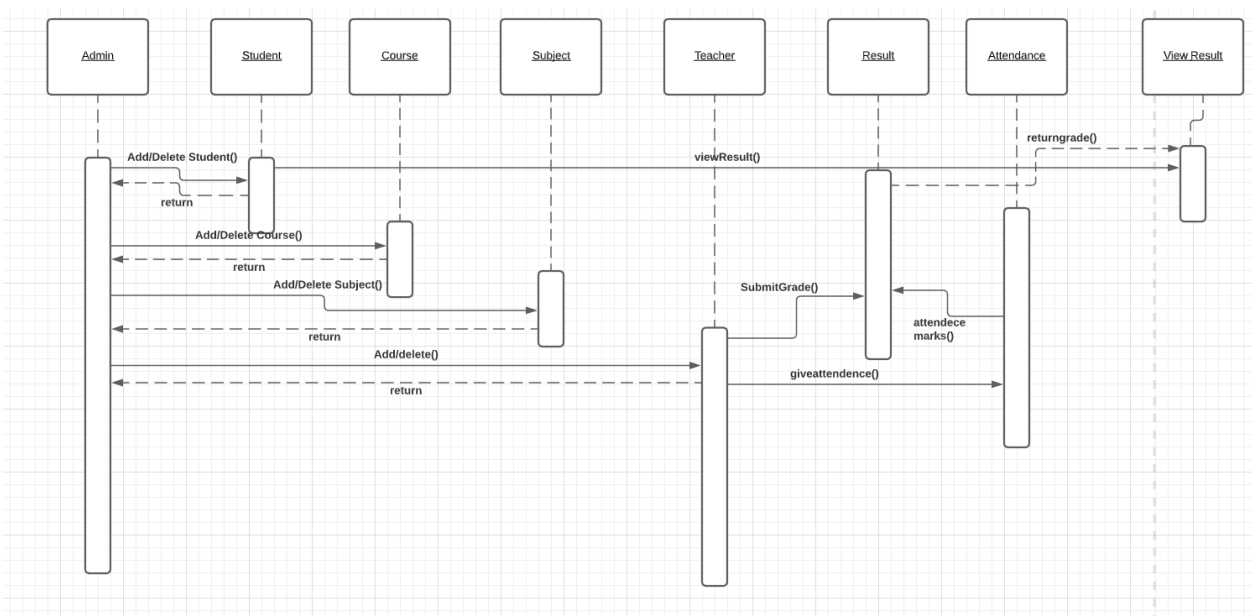 Admin
Student
Course
Subject
Teacher
Result
Attendance
View Result
returngrade()
Add/Delete Student()
viewResult()
return
Add/Delete Course()
return
Add/Delete Subject()
SubmitGrade()
attendece
marks()
return
Add/delete()
giveattendence()
return